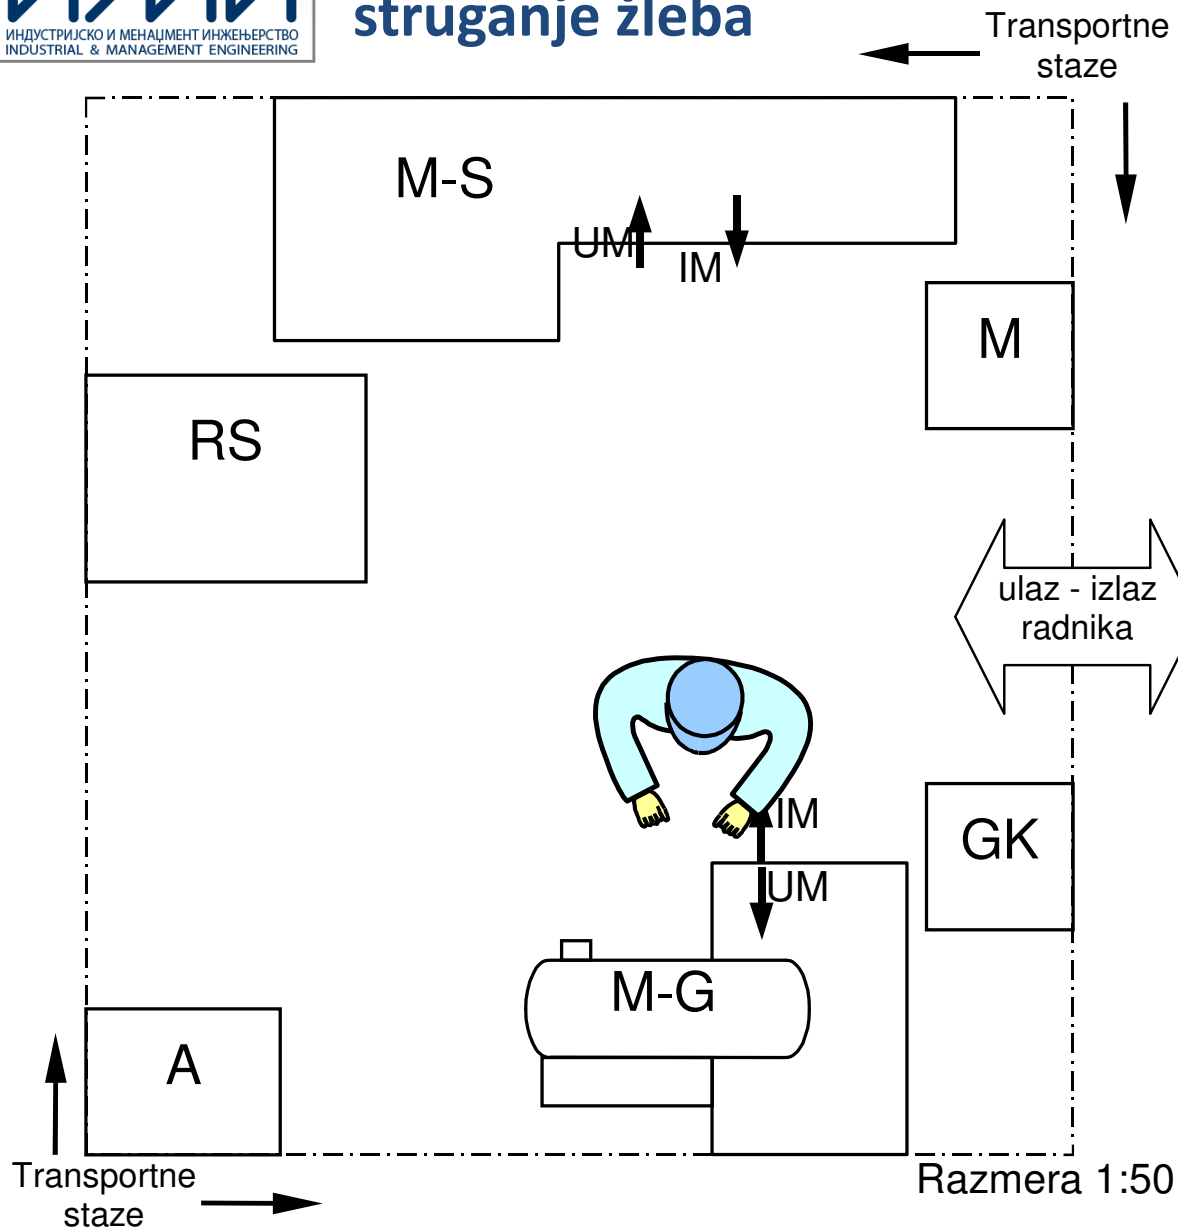 ИНДУСТРИЈСКО И МЕНАЏМЕНТ ИНЖЕЊЕРСТВО
INDUSTRIAL & MANAGEMENT ENGINEERING
struganje žleba
Transportne
staze
M-S
UM
IM
M
RS
ulaz - izlaz
radnika
IM
GK
UM
M-G
A
Transportne
staze
Razmera 1:50